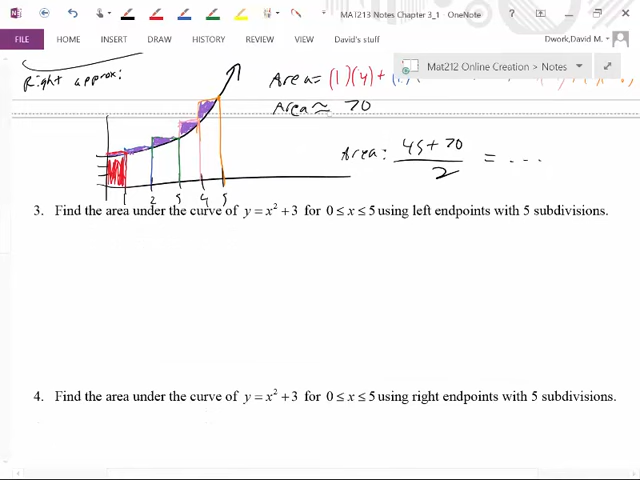 MAT213 Notes Chapter 3_1 - OneNote
FILE HOME INSERT DRAW HISTORY REVIEW VIEW David's stuff
Dwork,David M.
Mat212 Online Creation > Notes
Right approx:
Area = (1)(4) +
Area ≈ 70
Area: 45+70
2
= ...
1 2 3 4 5
3. Find the area under the curve of y = x² + 3 for 0 ≤ x ≤ 5 using left endpoints with 5 subdivisions.
4. Find the area under the curve of y = x² + 3 for 0 ≤ x ≤ 5 using right endpoints with 5 subdivisions.